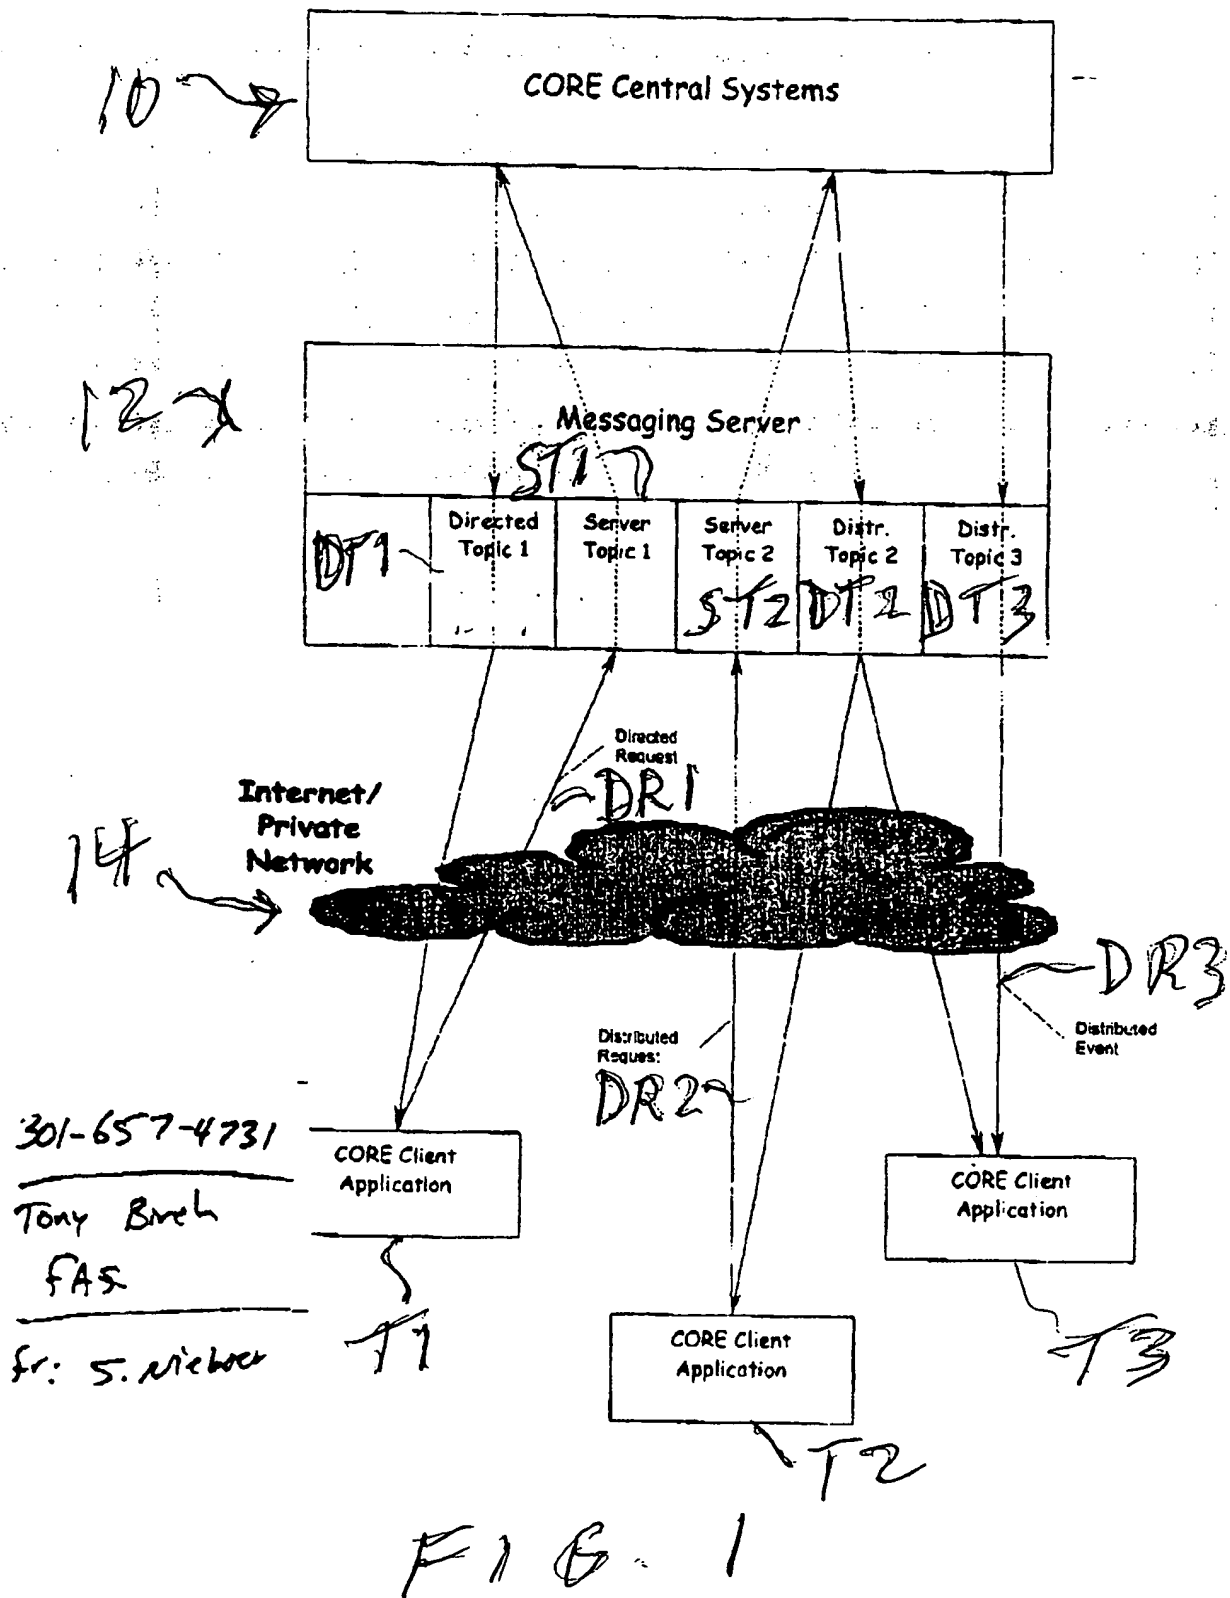 CORE Central Systems
10
12
Messaging Server
ST1
DT1
Directed
Topic 1
Server
Topic 1
Server
Topic 2
ST2
Distr.
Topic 2
DT2
Distr.
Topic 3
DT3
Directed
Request
DR1
Internet/
Private
Network
14
DR3
Distributed
Event
Distributed
Reques:
DR2
301-657-4731
Tony
fr: S.
CORE Client
Application
T1
CORE Client
Application
T2
CORE Client
Application
T3
FIG. 1